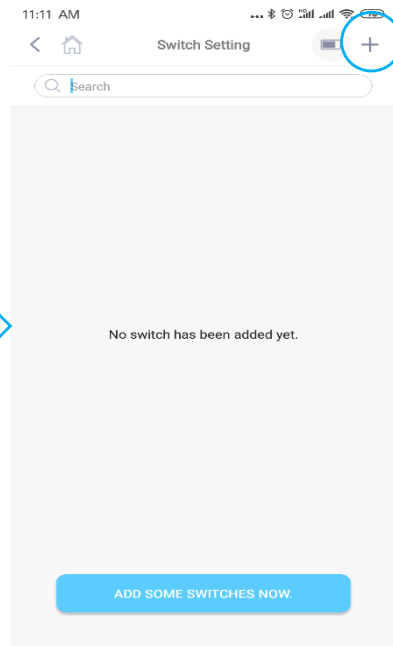 11:11 AM
Switch Setting
Search
No switch has been added yet.
ADD SOME SWITCHES NOW.